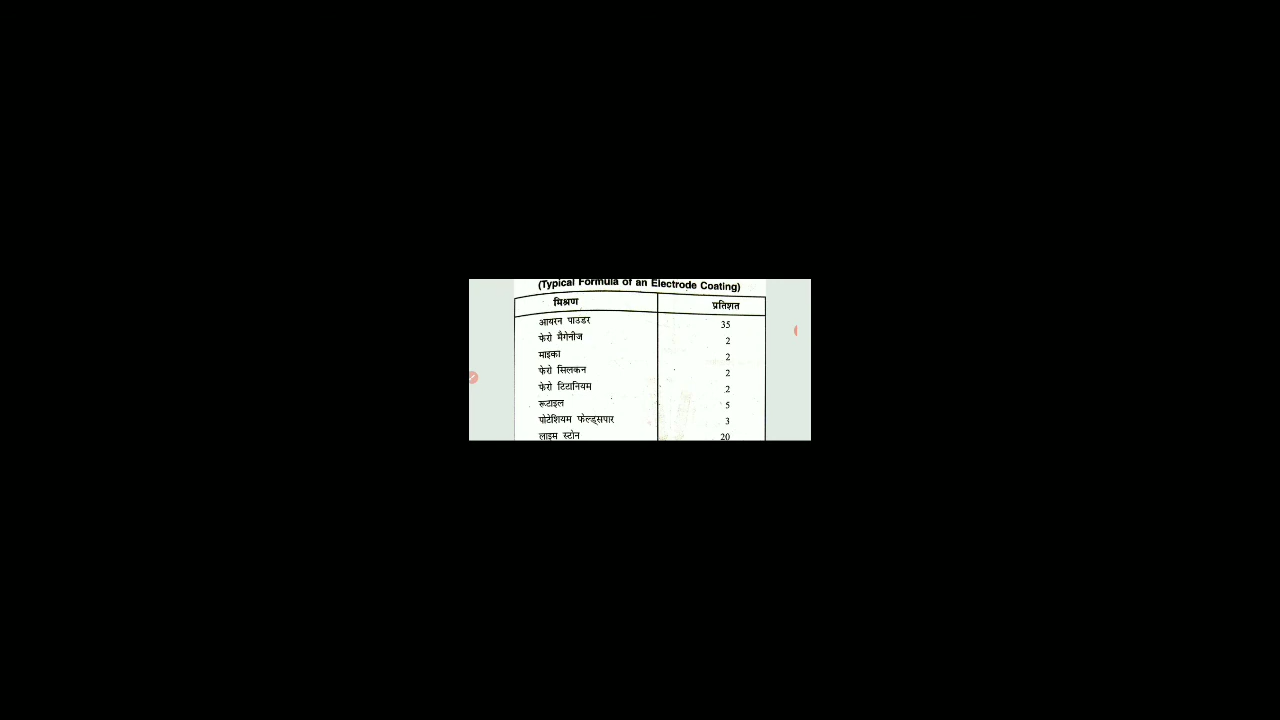 (Typical Formula of an Electrode Coating)
मिश्रण प्रतिशत
आयरन पाउडर 35
फेरो मैगेनीज 2
माइका 2
फेरो सिलकन 2
फेरो टिटानियम 2
रूटाइल 5
पोटेशियम फेल्ड्सपार 3
लाइम स्टोन 20